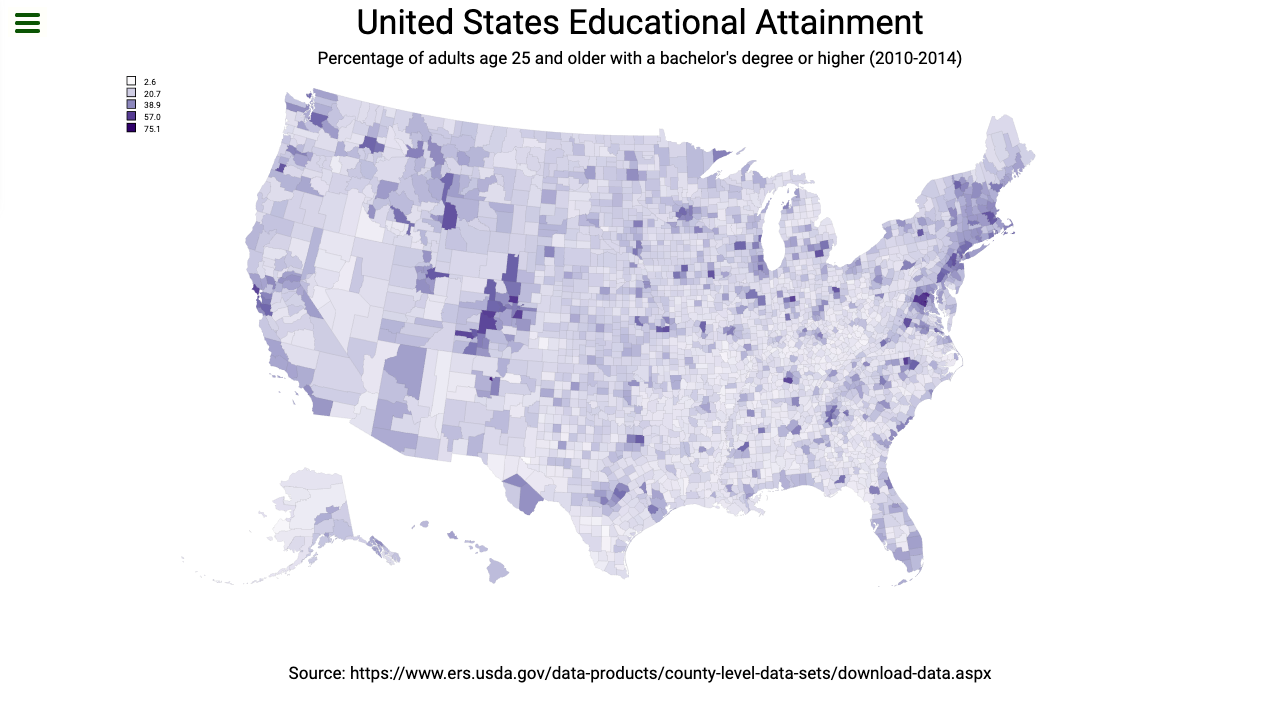 United States Educational Attainment
Percentage of adults age 25 and older with a bachelor's degree or higher (2010-2014)
2.6
20.7
38.9
57.0
75.1
Source: https://www.ers.usda.gov/data-products/county-level-data-sets/download-data.aspx